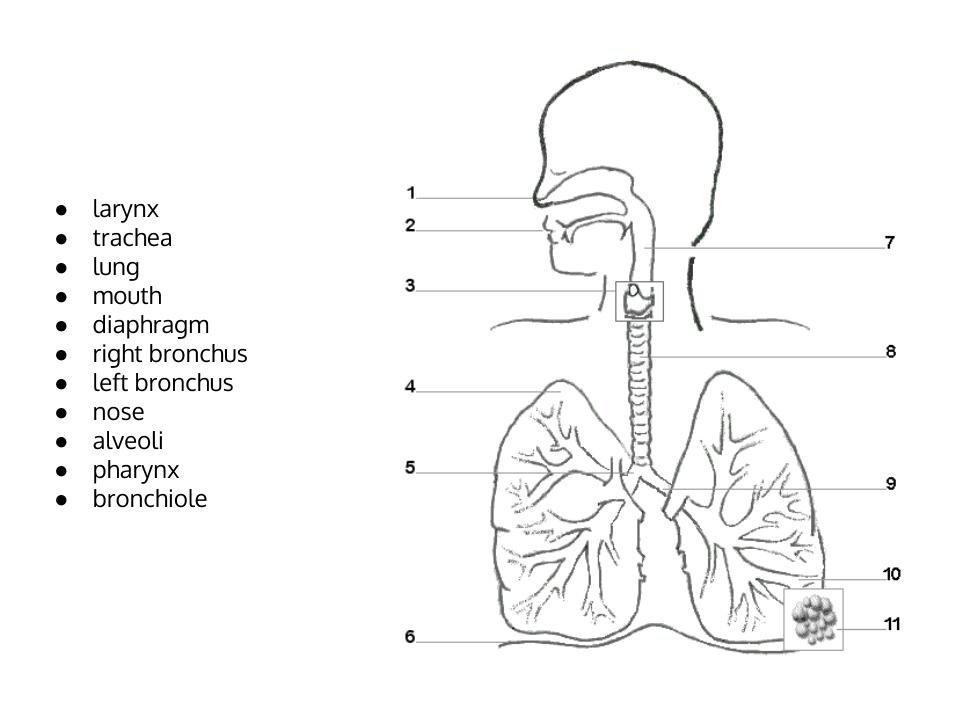 ● larynx
● trachea
● lung
● mouth
● diaphragm
● right bronchus
● left bronchus
● nose
● alveoli
● pharynx
● bronchiole
1
2
3
4
5
6
7
8
9
10
11